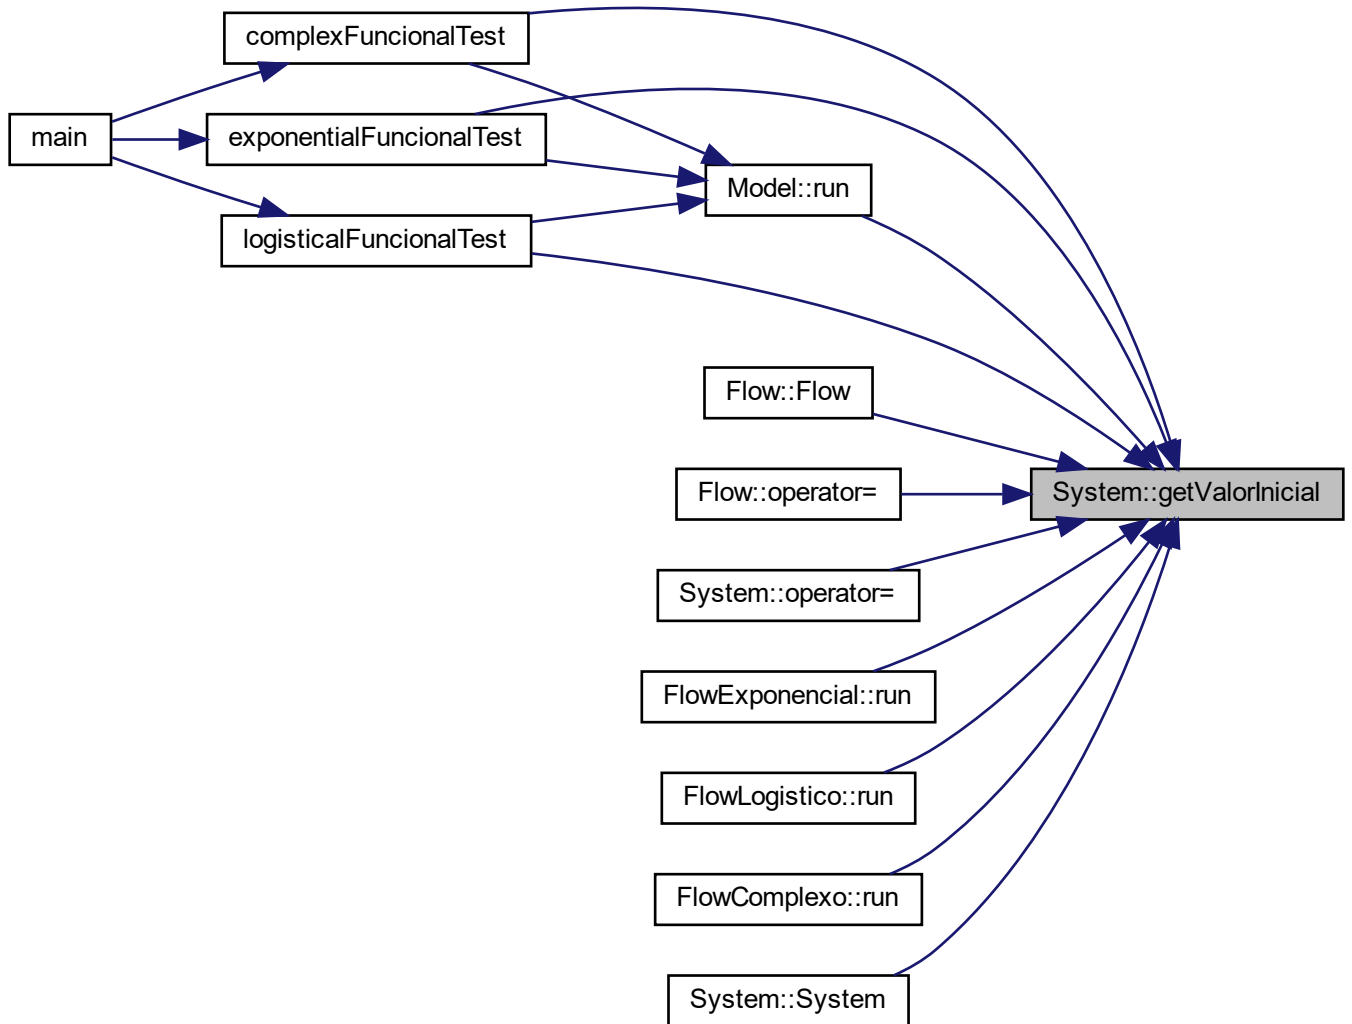 complexFuncionalTest
main
exponentialFuncionalTest
Model::run
logisticalFuncionalTest
Flow::Flow
Flow::operator=
System::getValorInicial
System::operator=
FlowExponencial::run
FlowLogistico::run
FlowComplexo::run
System::System